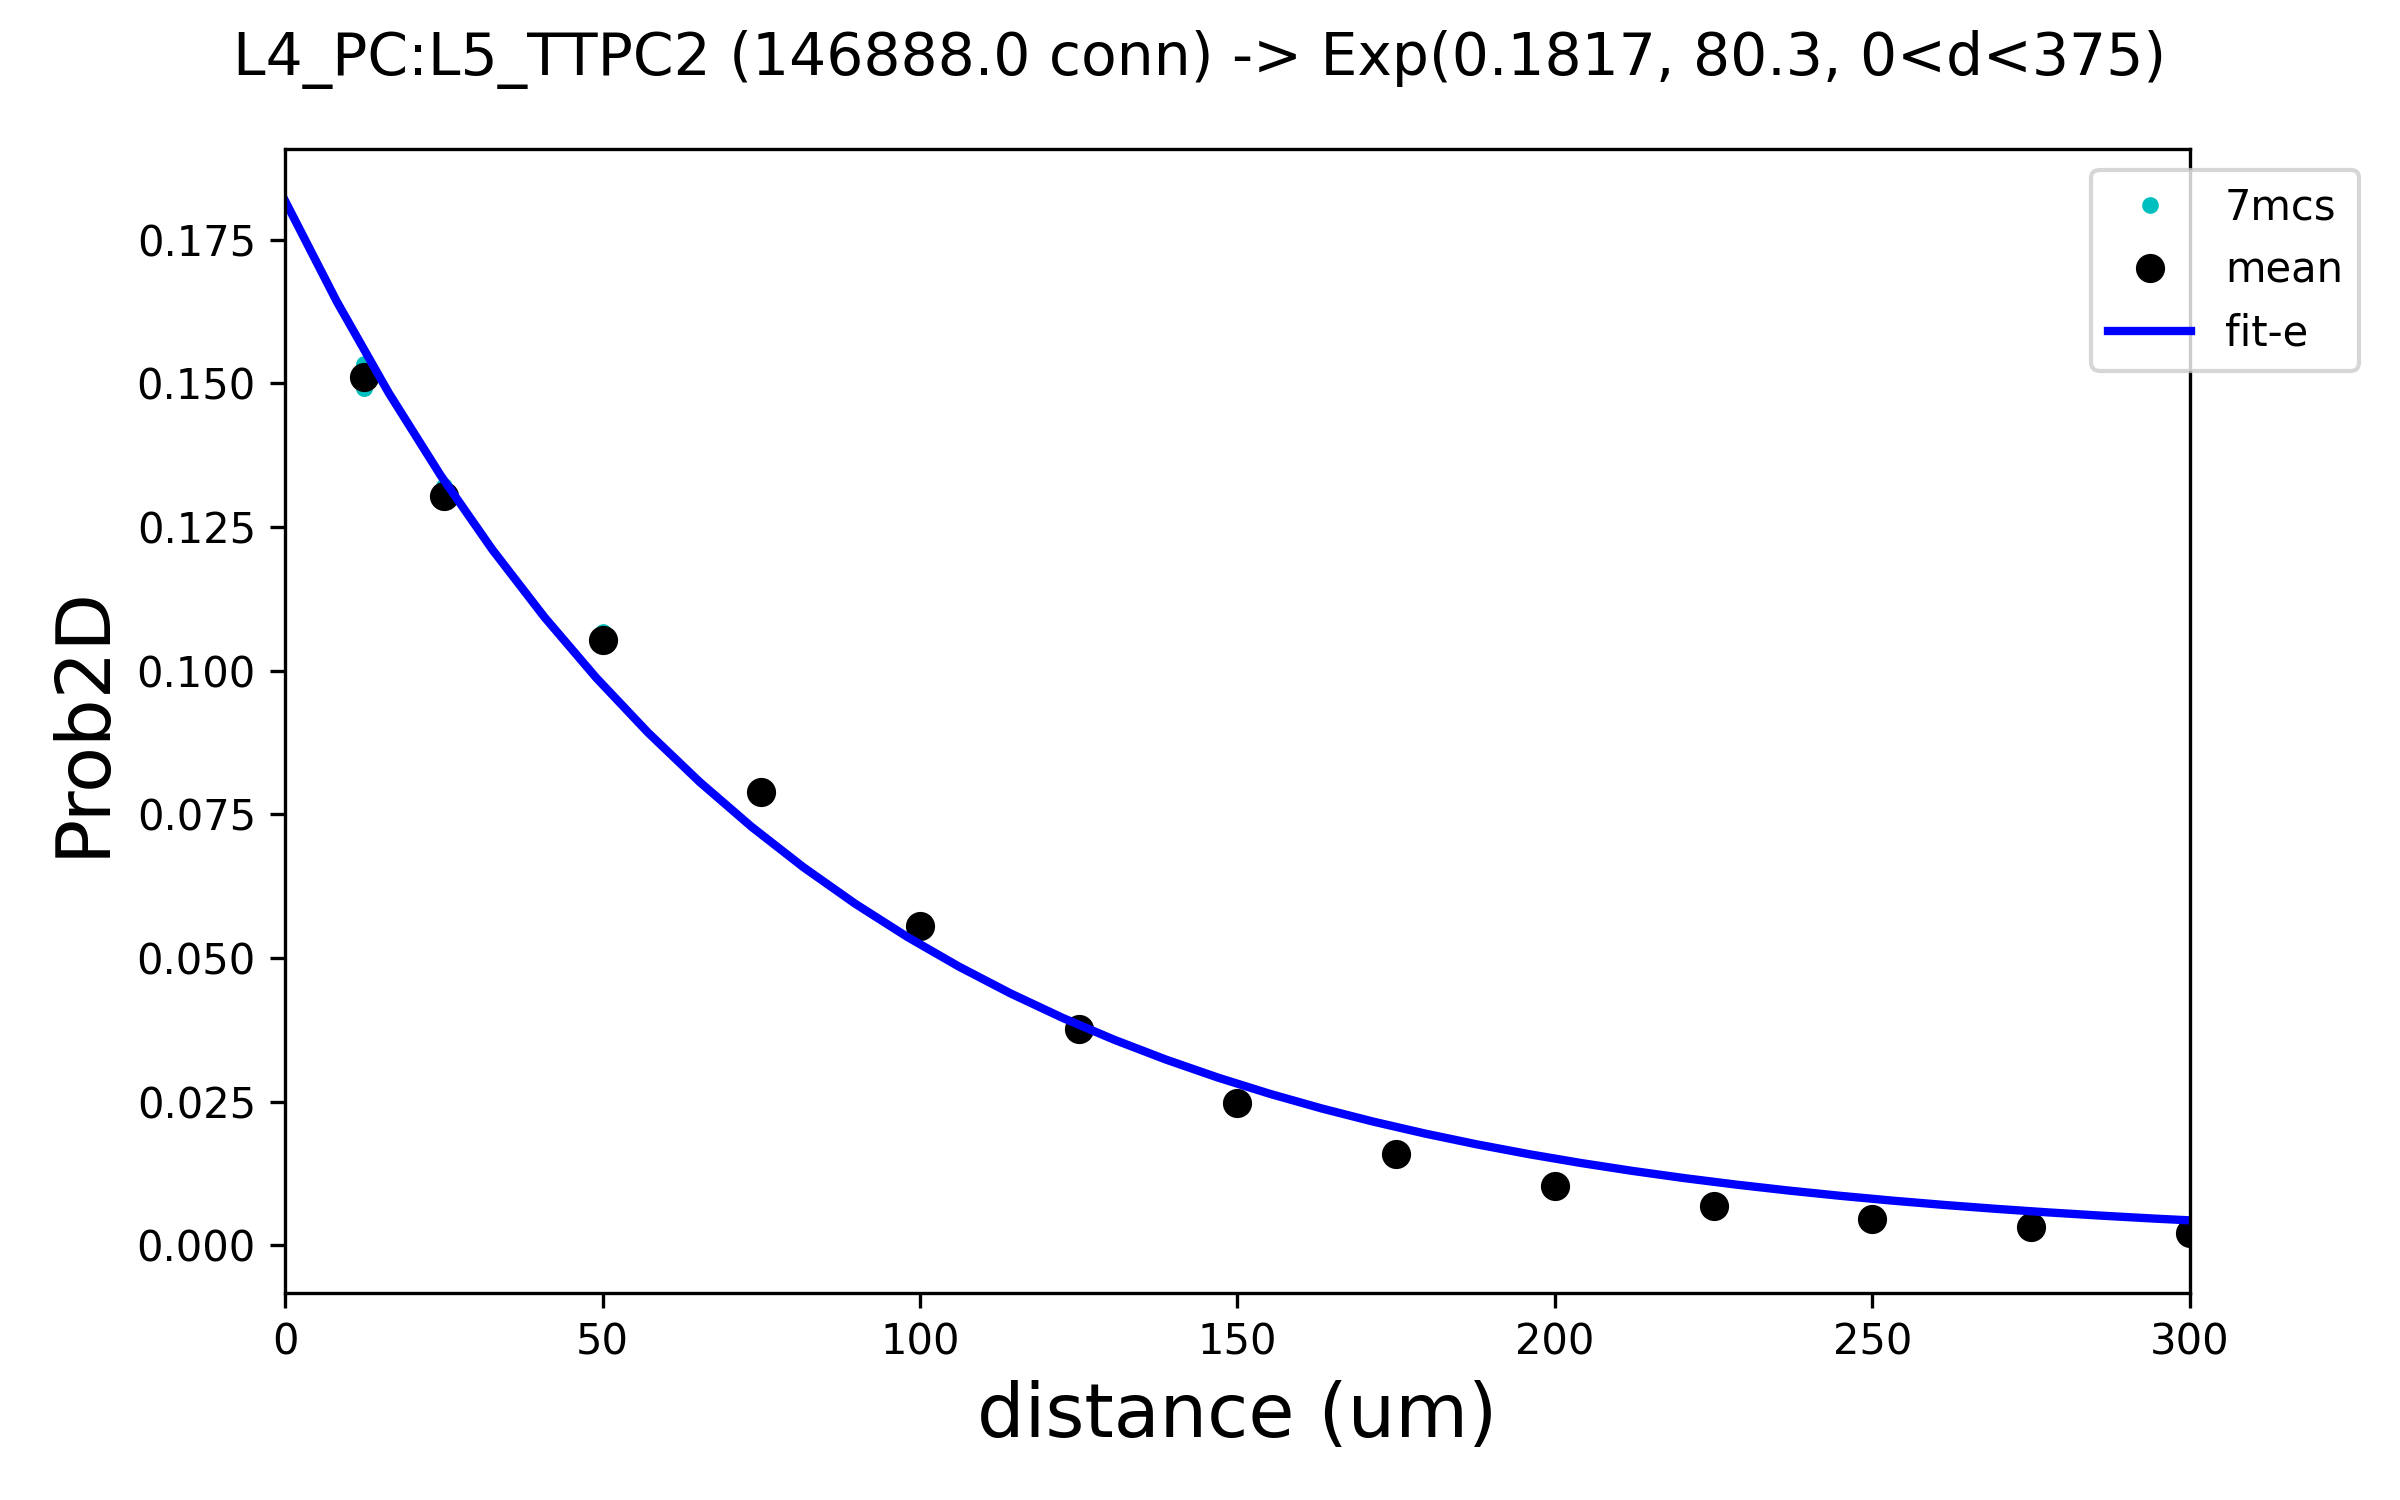 L4_PC:L5_TTPC2 (146888.0 conn) -> Exp(0.1817, 80.3, 0<d<375)
7mcs
mean
fit-e
Prob2D
0.175
0.150
0.125
0.100
0.075
0.050
0.025
0.000
0 50 100 150 200 250 300
distance (um)